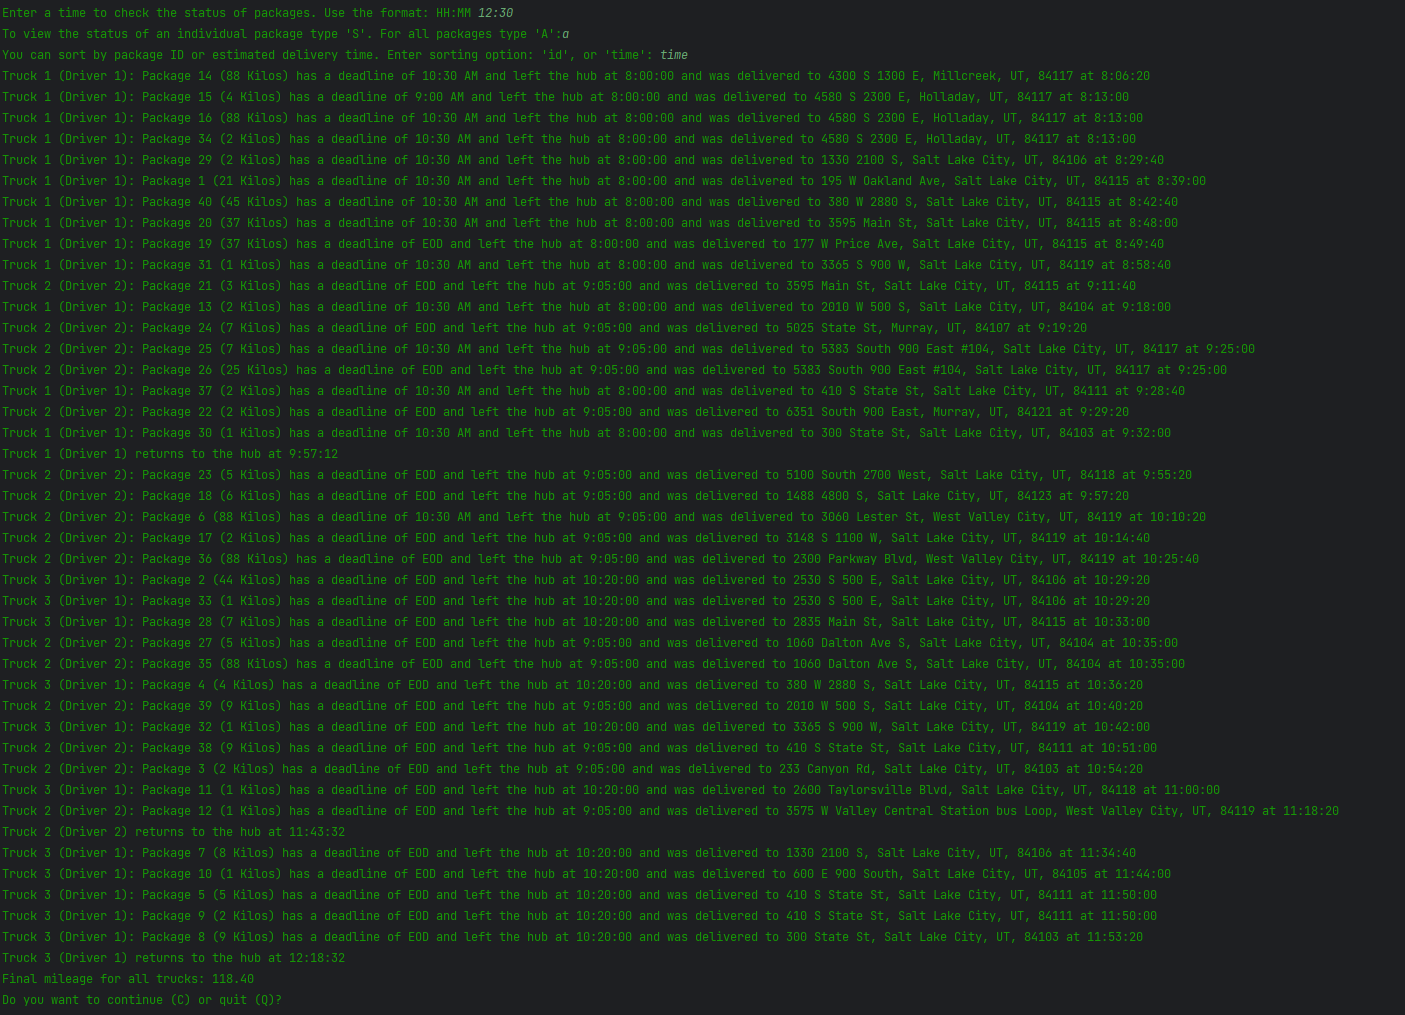 Enter a time to check the status of packages. Use the format: HH:MM 12:30
To view the status of an individual package type 'S'. For all packages type 'A':a
You can sort by package ID or estimated delivery time. Enter sorting option: 'id', or 'time': time
Truck 1 (Driver 1): Package 14 (88 Kilos) has a deadline of 10:30 AM and left the hub at 8:00:00 and was delivered to 4300 S 1300 E, Millcreek, UT, 84117 at 8:06:20
Truck 1 (Driver 1): Package 15 (4 Kilos) has a deadline of 9:00 AM and left the hub at 8:00:00 and was delivered to 4580 S 2300 E, Holladay, UT, 84117 at 8:13:00
Truck 1 (Driver 1): Package 16 (88 Kilos) has a deadline of 10:30 AM and left the hub at 8:00:00 and was delivered to 4580 S 2300 E, Holladay, UT, 84117 at 8:13:00
Truck 1 (Driver 1): Package 34 (2 Kilos) has a deadline of 10:30 AM and left the hub at 8:00:00 and was delivered to 4580 S 2300 E, Holladay, UT, 84117 at 8:13:00
Truck 1 (Driver 1): Package 29 (2 Kilos) has a deadline of 10:30 AM and left the hub at 8:00:00 and was delivered to 1330 2100 S, Salt Lake City, UT, 84106 at 8:29:40
Truck 1 (Driver 1): Package 1 (21 Kilos) has a deadline of 10:30 AM and left the hub at 8:00:00 and was delivered to 195 W Oakland Ave, Salt Lake City, UT, 84115 at 8:39:00
Truck 1 (Driver 1): Package 40 (45 Kilos) has a deadline of 10:30 AM and left the hub at 8:00:00 and was delivered to 380 W 2880 S, Salt Lake City, UT, 84115 at 8:42:40
Truck 1 (Driver 1): Package 20 (37 Kilos) has a deadline of 10:30 AM and left the hub at 8:00:00 and was delivered to 3595 Main St, Salt Lake City, UT, 84115 at 8:48:00
Truck 1 (Driver 1): Package 19 (37 Kilos) has a deadline of EOD and left the hub at 8:00:00 and was delivered to 177 W Price Ave, Salt Lake City, UT, 84115 at 8:49:40
Truck 1 (Driver 1): Package 31 (1 Kilos) has a deadline of 10:30 AM and left the hub at 8:00:00 and was delivered to 3365 S 900 W, Salt Lake City, UT, 84119 at 8:58:40
Truck 2 (Driver 2): Package 21 (3 Kilos) has a deadline of EOD and left the hub at 9:05:00 and was delivered to 3595 Main St, Salt Lake City, UT, 84115 at 9:11:40
Truck 1 (Driver 1): Package 13 (2 Kilos) has a deadline of 10:30 AM and left the hub at 8:00:00 and was delivered to 2010 W 500 S, Salt Lake City, UT, 84104 at 9:18:00
Truck 2 (Driver 2): Package 24 (7 Kilos) has a deadline of EOD and left the hub at 9:05:00 and was delivered to 5025 State St, Murray, UT, 84107 at 9:19:20
Truck 2 (Driver 2): Package 25 (7 Kilos) has a deadline of 10:30 AM and left the hub at 9:05:00 and was delivered to 5383 South 900 East #104, Salt Lake City, UT, 84117 at 9:25:00
Truck 2 (Driver 2): Package 26 (25 Kilos) has a deadline of EOD and left the hub at 9:05:00 and was delivered to 5383 South 900 East #104, Salt Lake City, UT, 84117 at 9:25:00
Truck 1 (Driver 1): Package 37 (2 Kilos) has a deadline of 10:30 AM and left the hub at 8:00:00 and was delivered to 410 S State St, Salt Lake City, UT, 84111 at 9:28:40
Truck 2 (Driver 2): Package 22 (2 Kilos) has a deadline of EOD and left the hub at 9:05:00 and was delivered to 6351 South 900 East, Murray, UT, 84121 at 9:29:20
Truck 1 (Driver 1): Package 30 (1 Kilos) has a deadline of 10:30 AM and left the hub at 8:00:00 and was delivered to 300 State St, Salt Lake City, UT, 84103 at 9:32:00
Truck 1 (Driver 1) returns to the hub at 9:57:12
Truck 2 (Driver 2): Package 23 (5 Kilos) has a deadline of EOD and left the hub at 9:05:00 and was delivered to 5100 South 2700 West, Salt Lake City, UT, 84118 at 9:55:20
Truck 2 (Driver 2): Package 18 (6 Kilos) has a deadline of EOD and left the hub at 9:05:00 and was delivered to 1488 4800 S, Salt Lake City, UT, 84123 at 9:57:20
Truck 2 (Driver 2): Package 6 (88 Kilos) has a deadline of 10:30 AM and left the hub at 9:05:00 and was delivered to 3060 Lester St, West Valley City, UT, 84119 at 10:10:20
Truck 2 (Driver 2): Package 17 (2 Kilos) has a deadline of EOD and left the hub at 9:05:00 and was delivered to 3148 S 1100 W, Salt Lake City, UT, 84119 at 10:14:40
Truck 2 (Driver 2): Package 36 (88 Kilos) has a deadline of EOD and left the hub at 9:05:00 and was delivered to 2300 Parkway Blvd, West Valley City, UT, 84119 at 10:25:40
Truck 3 (Driver 1): Package 2 (44 Kilos) has a deadline of EOD and left the hub at 10:20:00 and was delivered to 2530 S 500 E, Salt Lake City, UT, 84106 at 10:29:20
Truck 3 (Driver 1): Package 33 (1 Kilos) has a deadline of EOD and left the hub at 10:20:00 and was delivered to 2530 S 500 E, Salt Lake City, UT, 84106 at 10:29:20
Truck 3 (Driver 1): Package 28 (7 Kilos) has a deadline of EOD and left the hub at 10:20:00 and was delivered to 2835 Main St, Salt Lake City, UT, 84115 at 10:33:00
Truck 2 (Driver 2): Package 27 (5 Kilos) has a deadline of EOD and left the hub at 9:05:00 and was delivered to 1060 Dalton Ave S, Salt Lake City, UT, 84104 at 10:35:00
Truck 2 (Driver 2): Package 35 (88 Kilos) has a deadline of EOD and left the hub at 9:05:00 and was delivered to 1060 Dalton Ave S, Salt Lake City, UT, 84104 at 10:35:00
Truck 3 (Driver 1): Package 4 (4 Kilos) has a deadline of EOD and left the hub at 10:20:00 and was delivered to 380 W 2880 S, Salt Lake City, UT, 84115 at 10:36:20
Truck 2 (Driver 2): Package 39 (9 Kilos) has a deadline of EOD and left the hub at 9:05:00 and was delivered to 2010 W 500 S, Salt Lake City, UT, 84104 at 10:40:20
Truck 3 (Driver 1): Package 32 (1 Kilos) has a deadline of EOD and left the hub at 10:20:00 and was delivered to 3365 S 900 W, Salt Lake City, UT, 84119 at 10:42:00
Truck 2 (Driver 2): Package 38 (9 Kilos) has a deadline of EOD and left the hub at 9:05:00 and was delivered to 410 S State St, Salt Lake City, UT, 84111 at 10:51:00
Truck 2 (Driver 2): Package 3 (2 Kilos) has a deadline of EOD and left the hub at 9:05:00 and was delivered to 233 Canyon Rd, Salt Lake City, UT, 84103 at 10:54:20
Truck 3 (Driver 1): Package 11 (1 Kilos) has a deadline of EOD and left the hub at 10:20:00 and was delivered to 2600 Taylorsville Blvd, Salt Lake City, UT, 84118 at 11:00:00
Truck 2 (Driver 2): Package 12 (1 Kilos) has a deadline of EOD and left the hub at 9:05:00 and was delivered to 3575 W Valley Central Station bus Loop, West Valley City, UT, 84119 at 11:18:20
Truck 2 (Driver 2) returns to the hub at 11:43:32
Truck 3 (Driver 1): Package 7 (8 Kilos) has a deadline of EOD and left the hub at 10:20:00 and was delivered to 1330 2100 S, Salt Lake City, UT, 84106 at 11:34:40
Truck 3 (Driver 1): Package 10 (1 Kilos) has a deadline of EOD and left the hub at 10:20:00 and was delivered to 600 E 900 South, Salt Lake City, UT, 84105 at 11:44:00
Truck 3 (Driver 1): Package 5 (5 Kilos) has a deadline of EOD and left the hub at 10:20:00 and was delivered to 410 S State St, Salt Lake City, UT, 84111 at 11:50:00
Truck 3 (Driver 1): Package 9 (2 Kilos) has a deadline of EOD and left the hub at 10:20:00 and was delivered to 410 S State St, Salt Lake City, UT, 84111 at 11:50:00
Truck 3 (Driver 1): Package 8 (9 Kilos) has a deadline of EOD and left the hub at 10:20:00 and was delivered to 300 State St, Salt Lake City, UT, 84103 at 11:53:20
Truck 3 (Driver 1) returns to the hub at 12:18:32
Final mileage for all trucks: 118.40
Do you want to continue (C) or quit (Q)?